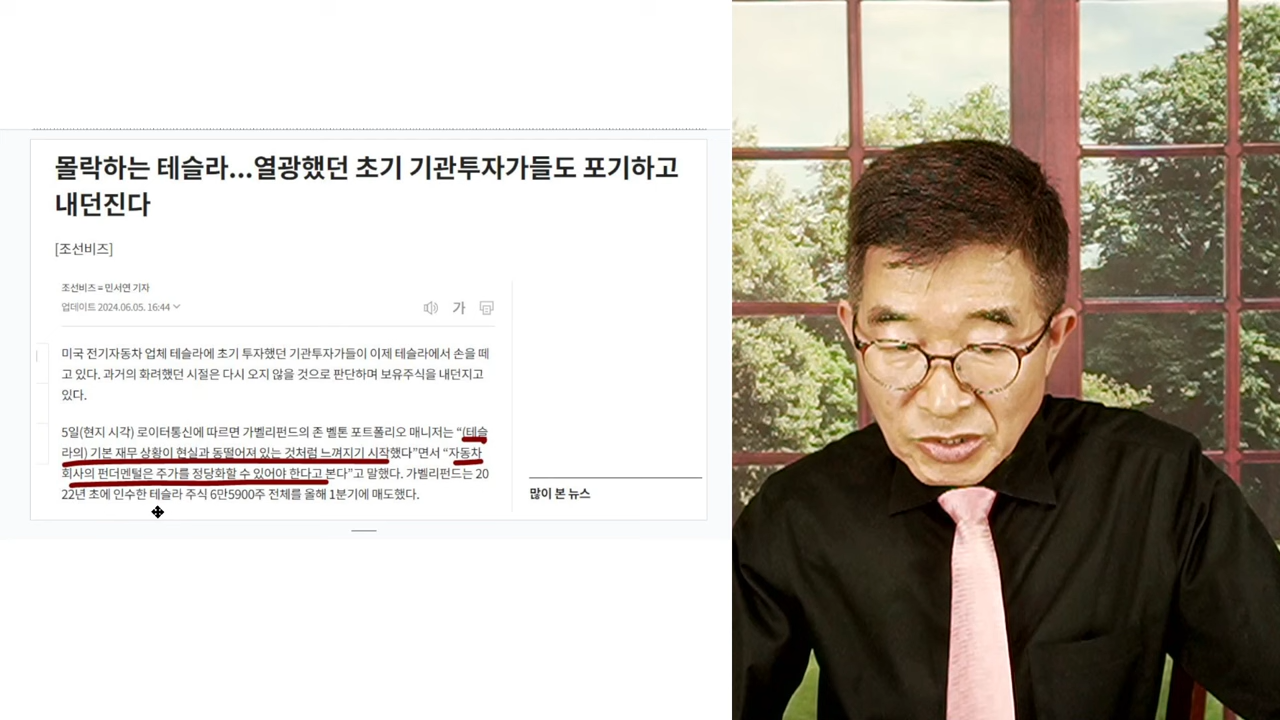 몰락하는 테슬라...열광했던 초기 기관투자가들도 포기하고
내던진다
[조선비즈]
조선비즈 = 민서연 기자
업데이트 2024.06.05. 16:44
가
미국 전기자동차 업체 테슬라에 초기 투자했던 기관투자가들이 이제 테슬라에서 손을 떼
고 있다. 과거의 화려했던 시절은 다시 오지 않을 것으로 판단하며 보유주식을 내던지고
있다.
5일(현지 시각) 로이터통신에 따르면 가벨리펀드의 존 벨톤 포트폴리오 매니저는 “(테슬
라의) 기본 재무 상황이 현실과 동떨어져 있는 것처럼 느껴지기 시작했다”면서 “자동차
회사의 펀더멘털은 주가를 정당화할 수 있어야 한다고 본다”고 말했다. 가벨리펀드는 20
22년 초에 인수한 테슬라 주식 6만5900주 전체를 올해 1분기에 매도했다.
많이 본 뉴스